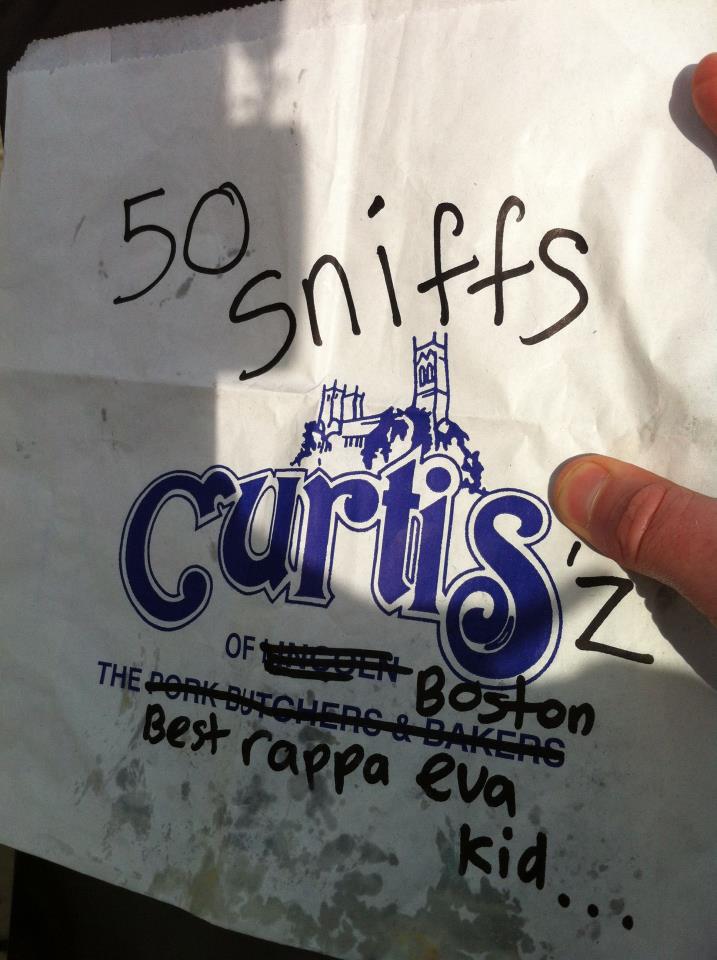 50 sniffs
Curtis'z
OF LINCOLN Boston
THE PORK BUTCHERS & BAKERS
Best rappa eva
kid...